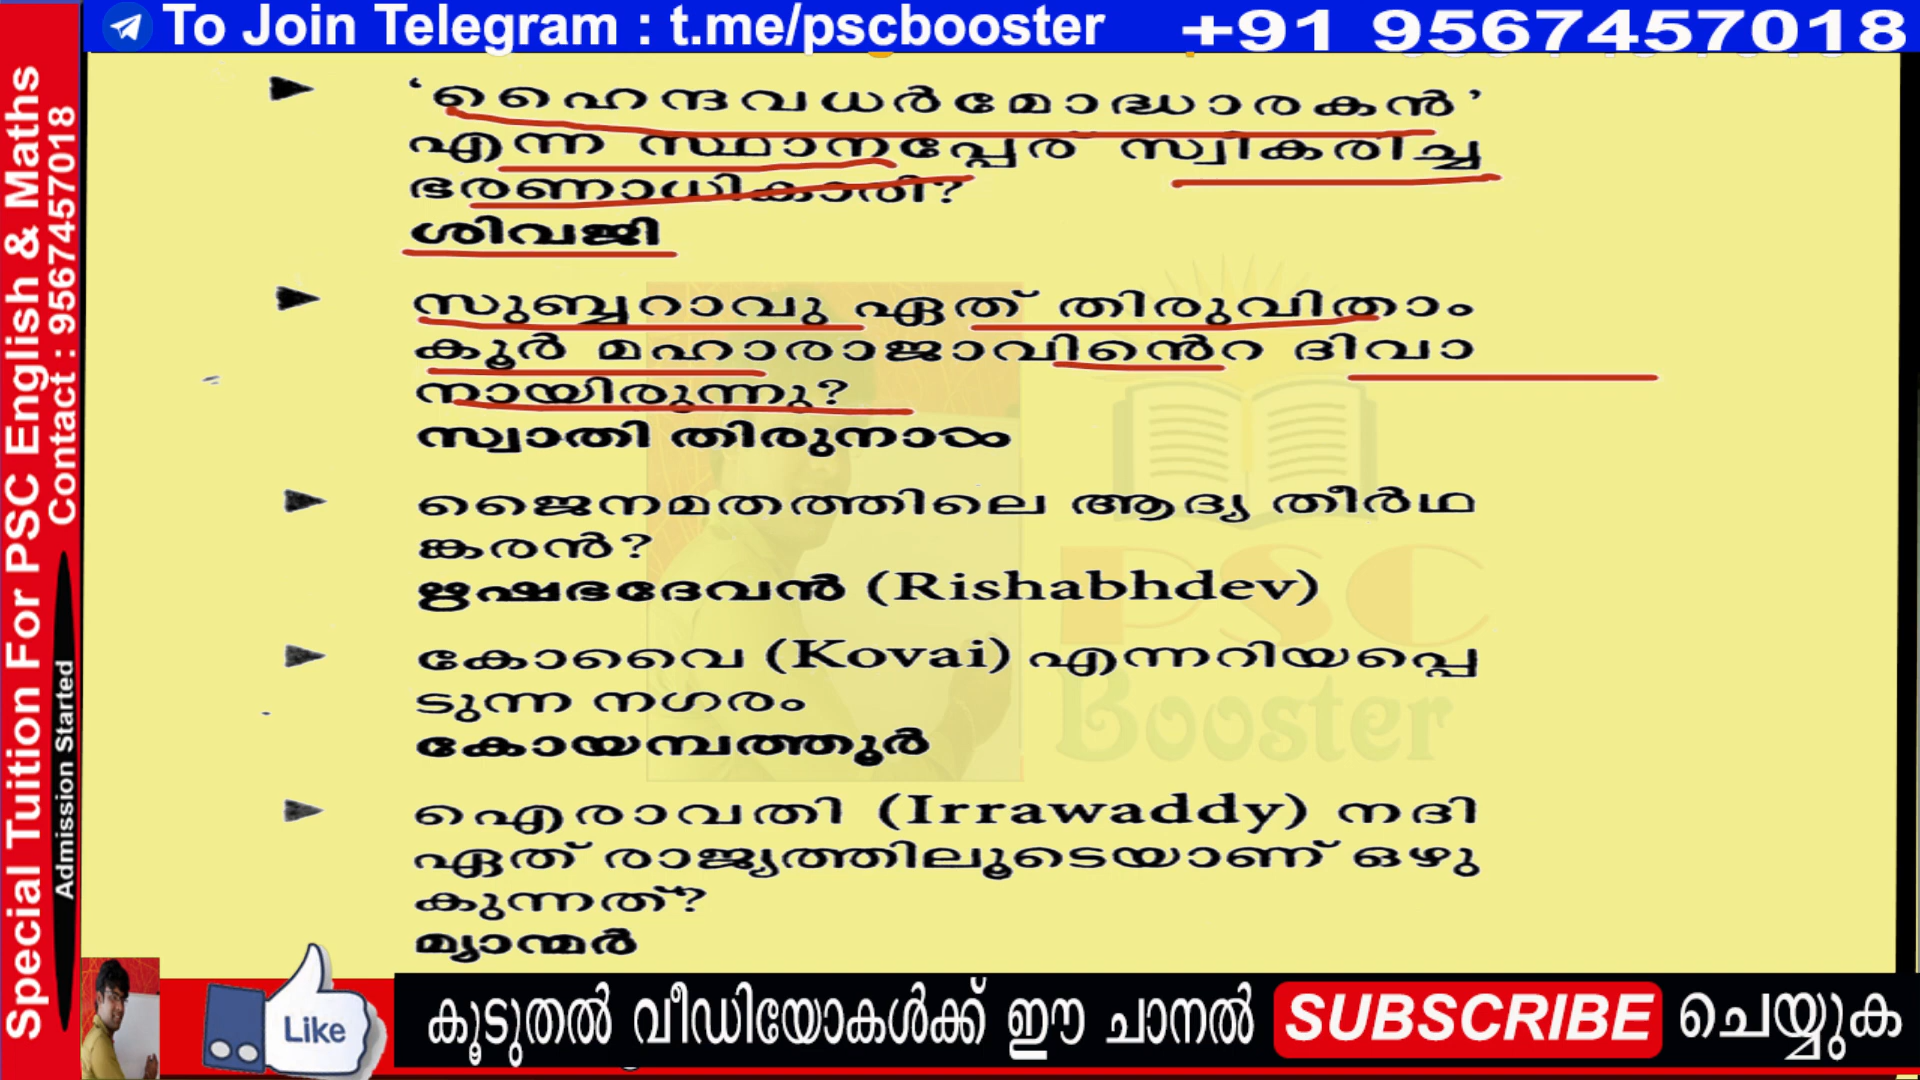 To Join Telegram : t.me/pscbooster +91 9567457018
Special Tuition For PSC English & Maths
Contact : 9567457018
Admission Started
‘ഹൈന്ദവധർമോദ്ധാരകൻ’
എന്ന സ്ഥാനപ്പേര് സ്വീകരിച്ച
ഭരണാധികാരി?
ശിവജി
സുബ്ബറാവു ഏത് തിരുവിതാം
കൂർ മഹാരാജാവിന്റെ ദിവാ
നായിരുന്നു?
സ്വാതി തിരുനാൾ
ജൈനമതത്തിലെ ആദ്യ തീർഥ
ങ്കരൻ?
ഋഷഭദേവൻ (Rishabhdev)
കോവൈ (Kovai) എന്നറിയപ്പെ
ടുന്ന നഗരം
കോയമ്പത്തൂർ
ഐരാവതി (Irrawaddy) നദി
ഏത് രാജ്യത്തിലൂടെയാണ് ഒഴു
കുന്നത്?
മ്യാന്മർ
PSC
Booster
Like
കൂടുതൽ വീഡിയോകൾക്ക് ഈ ചാനൽ SUBSCRIBE ചെയ്യുക